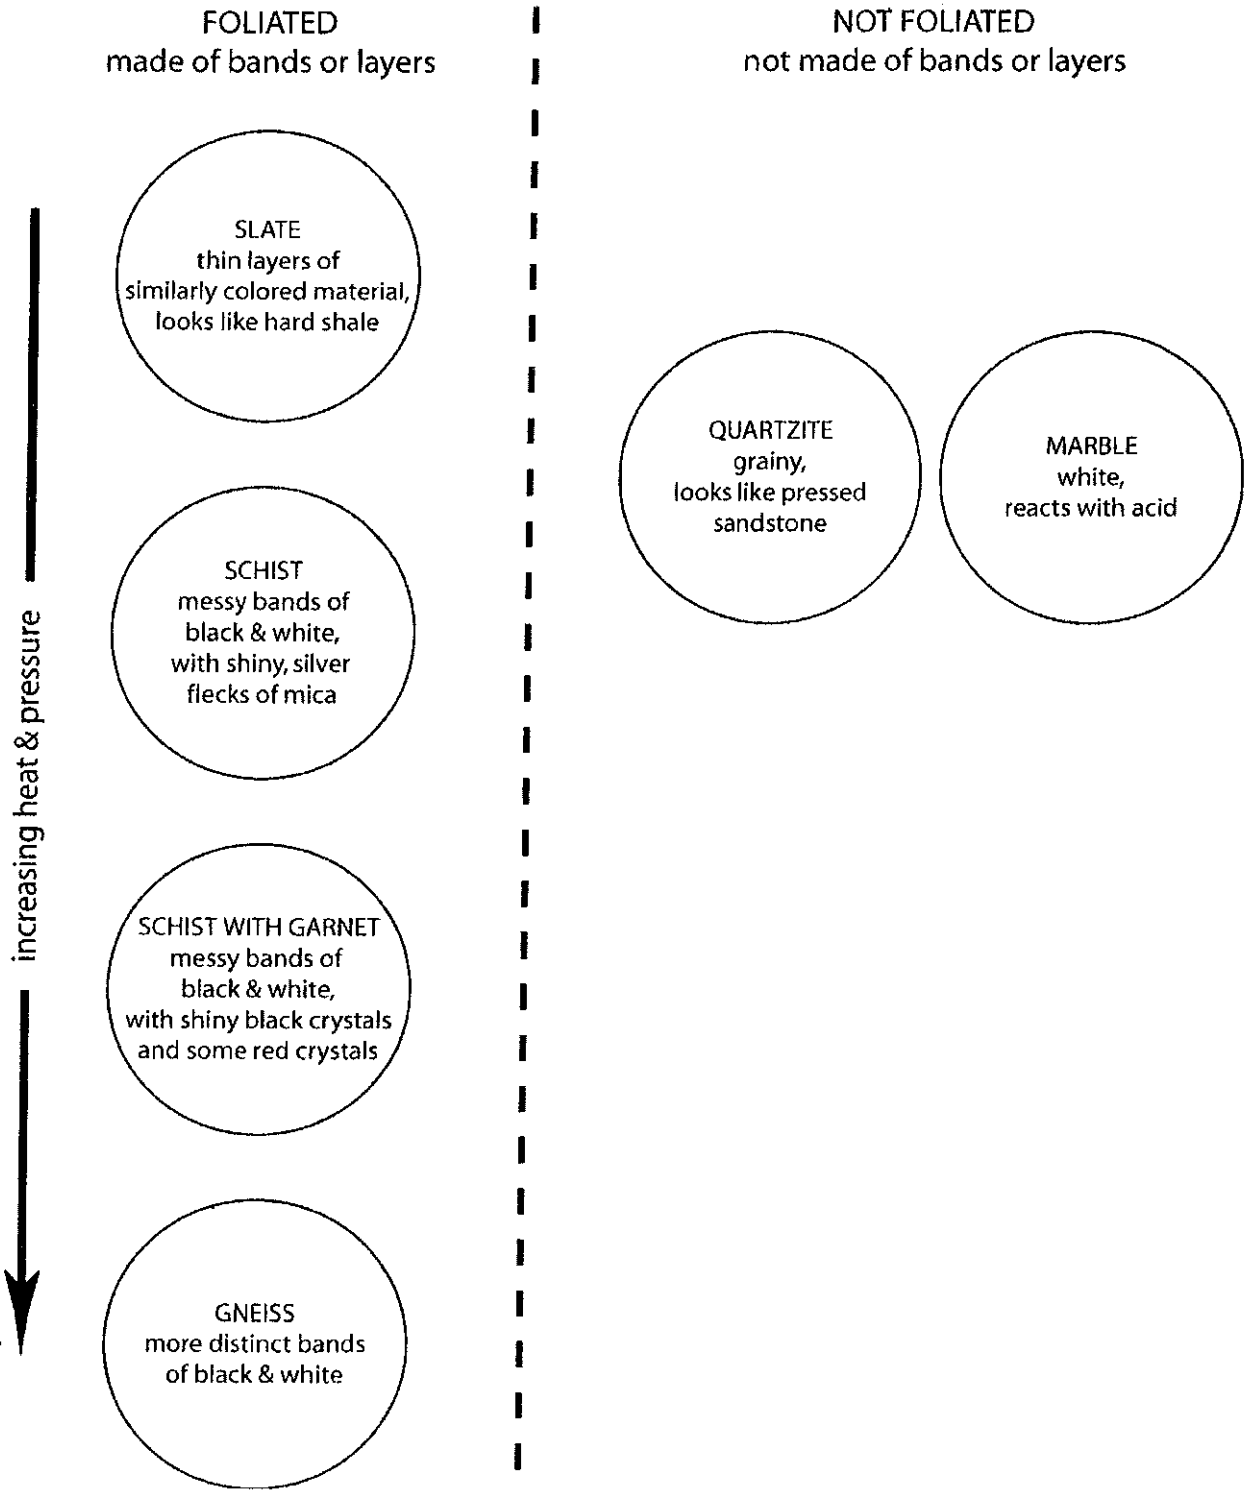 FOLIATED
made of bands or layers
NOT FOLIATED
not made of bands or layers
increasing heat & pressure
SLATE
thin layers of
similarly colored material,
looks like hard shale
SCHIST
messy bands of
black & white,
with shiny, silver
flecks of mica
SCHIST WITH GARNET
messy bands of
black & white,
with shiny black crystals
and some red crystals
GNEISS
more distinct bands
of black & white
QUARTZITE
grainy,
looks like pressed
sandstone
MARBLE
white,
reacts with acid